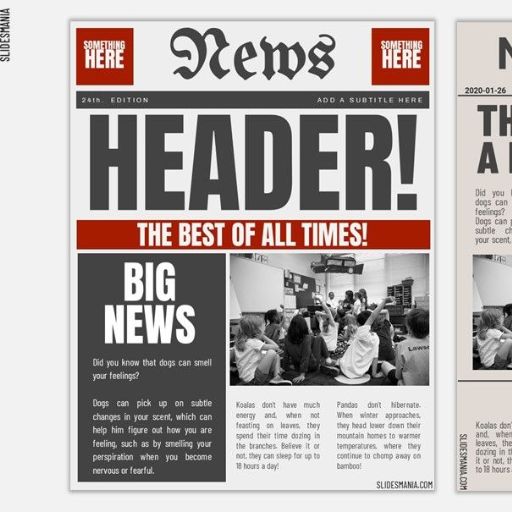 SLIDESMANIA
SOMETHING
HERE
News
SOMETHING
HERE
24th. EDITION
ADD A SUBTITLE HERE
HEADER!
THE BEST OF ALL TIMES!
BIG
NEWS
Did you know that dogs can smell
your feelings?
Dogs can pick up on subtle
changes in your scent, which can
help him figure out how you are
feeling, such as by smelling your
perspiration when you become
nervous or fearful.
Koalas don't have much
energy and, when not
feasting on leaves, they
spend their time dozing in
the branches. Believe it or
not, they can sleep for up to
18 hours a day!
Pandas don't hibernate.
When winter approaches,
they head lower down their
mountain homes to warmer
temperatures, where they
continue to chomp away on
bamboo!
SLIDESMANIA.COM
N
2020-01-26
TH
A
Did you
dogs can
feelings?
Dogs can
subtle ch
your scent,
Koalas don'
and, when
leaves, the
dozing in t
it or not, t
to 18 hours
SLIDESMANIA.COM